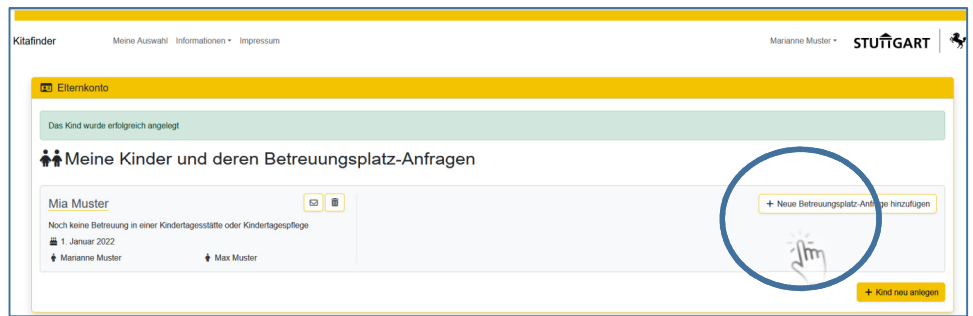 Kitafinder Meine Auswahl Informationen Impressum Marianne Muster STUTTGART
Elternkonto
Das Kind wurde erfolgreich angelegt
Meine Kinder und deren Betreuungsplatz-Anfragen
Mia Muster
+ Neue Betreuungsplatz-Anfrage hinzufügen
Noch keine Betreuung in einer Kindertagesstätte oder Kindertagespflege
1. Januar 2022
Marianne Muster Max Muster
+ Kind neu anlegen